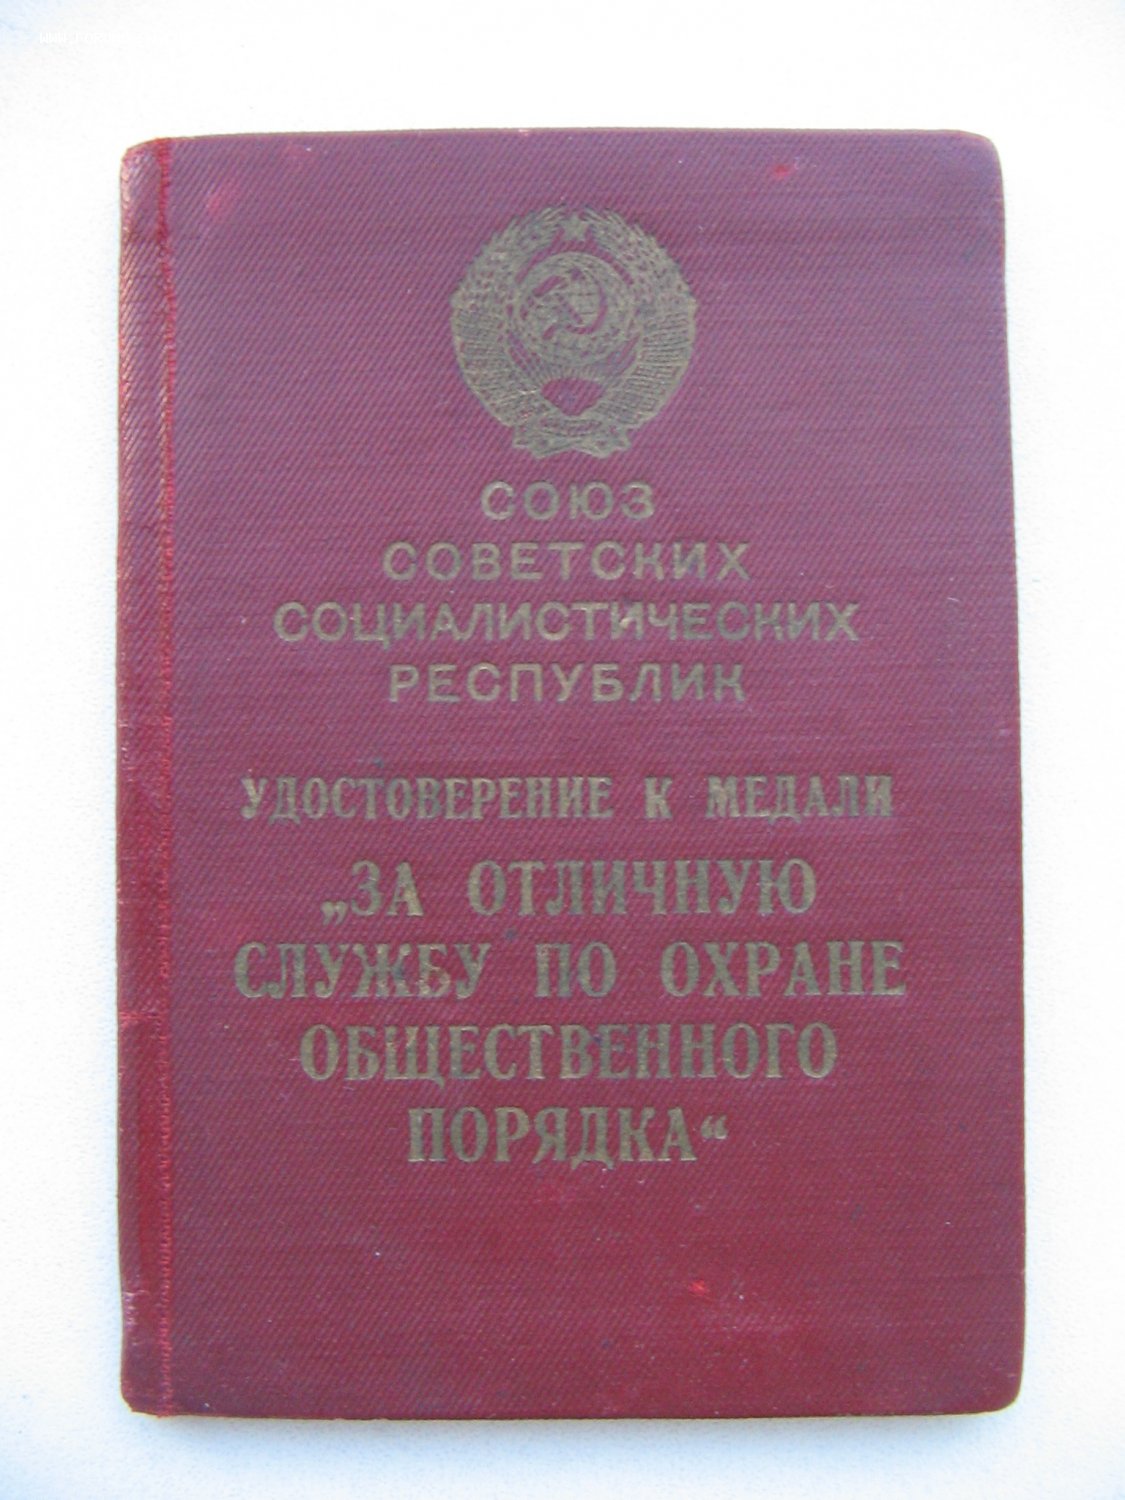 СОЮЗ
СОВЕТСКИХ
СОЦИАЛИСТИЧЕСКИХ
РЕСПУБЛИК
УДОСТОВЕРЕНИЕ К МЕДАЛИ
„ЗА ОТЛИЧНУЮ
СЛУЖБУ ПО ОХРАНЕ
ОБЩЕСТВЕННОГО
ПОРЯДКА“